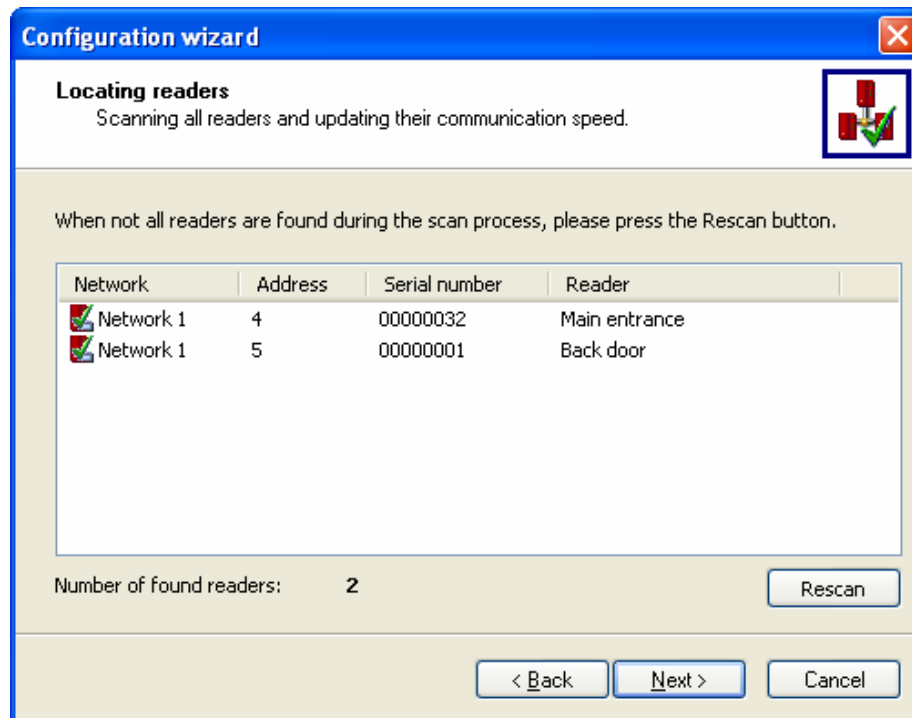 Configuration wizard
Locating readers
Scanning all readers and updating their communication speed.
When not all readers are found during the scan process, please press the Rescan button.
Network Address Serial number Reader
Network 1 4 00000032 Main entrance
Network 1 5 00000001 Back door
Number of found readers: 2
Rescan
< Back Next > Cancel